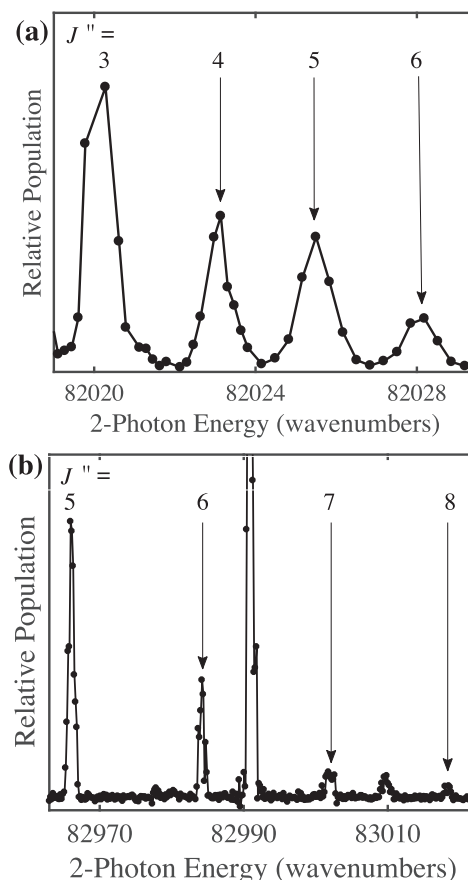 (a)
J " =
3 4 5 6
Relative Population
82020 82024 82028
2-Photon Energy (wavenumbers)
(b)
J " =
5 6 7 8
Relative Population
82970 82990 83010
2-Photon Energy (wavenumbers)